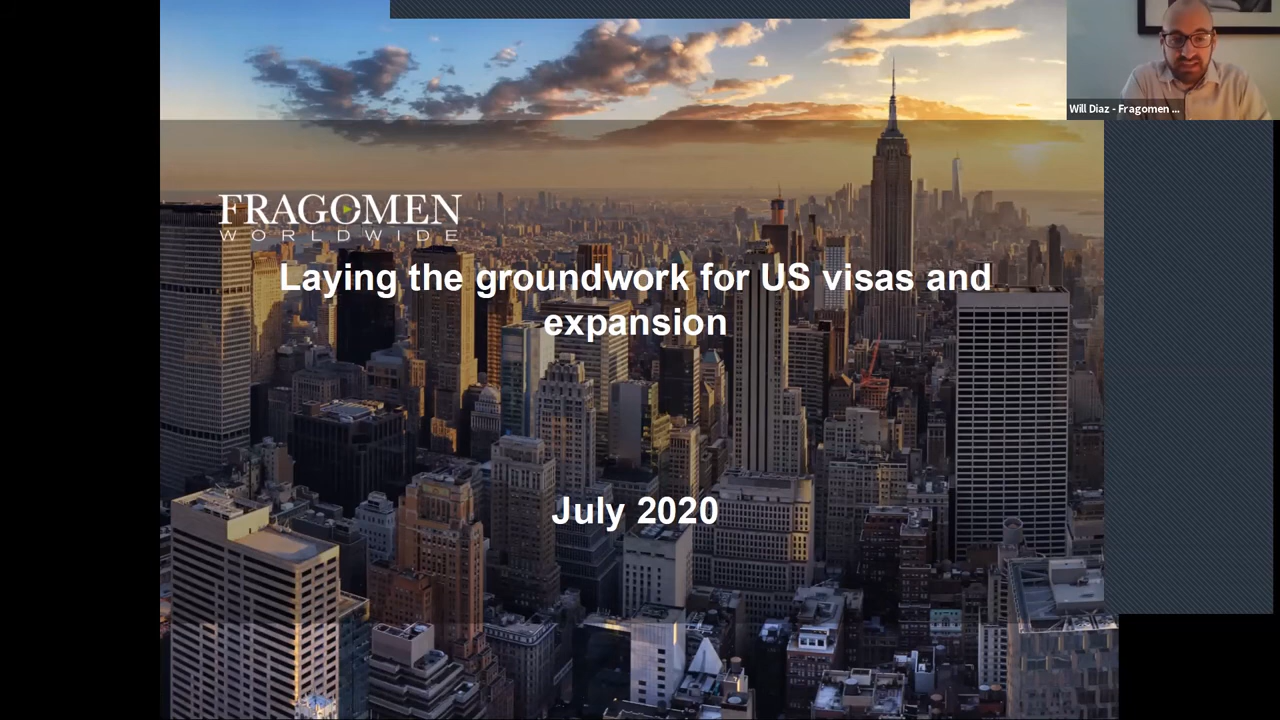 Will Diaz - Fragomen ...
FRAGOMEN
WORLDWIDE
Laying the groundwork for US visas and
expansion
July 2020